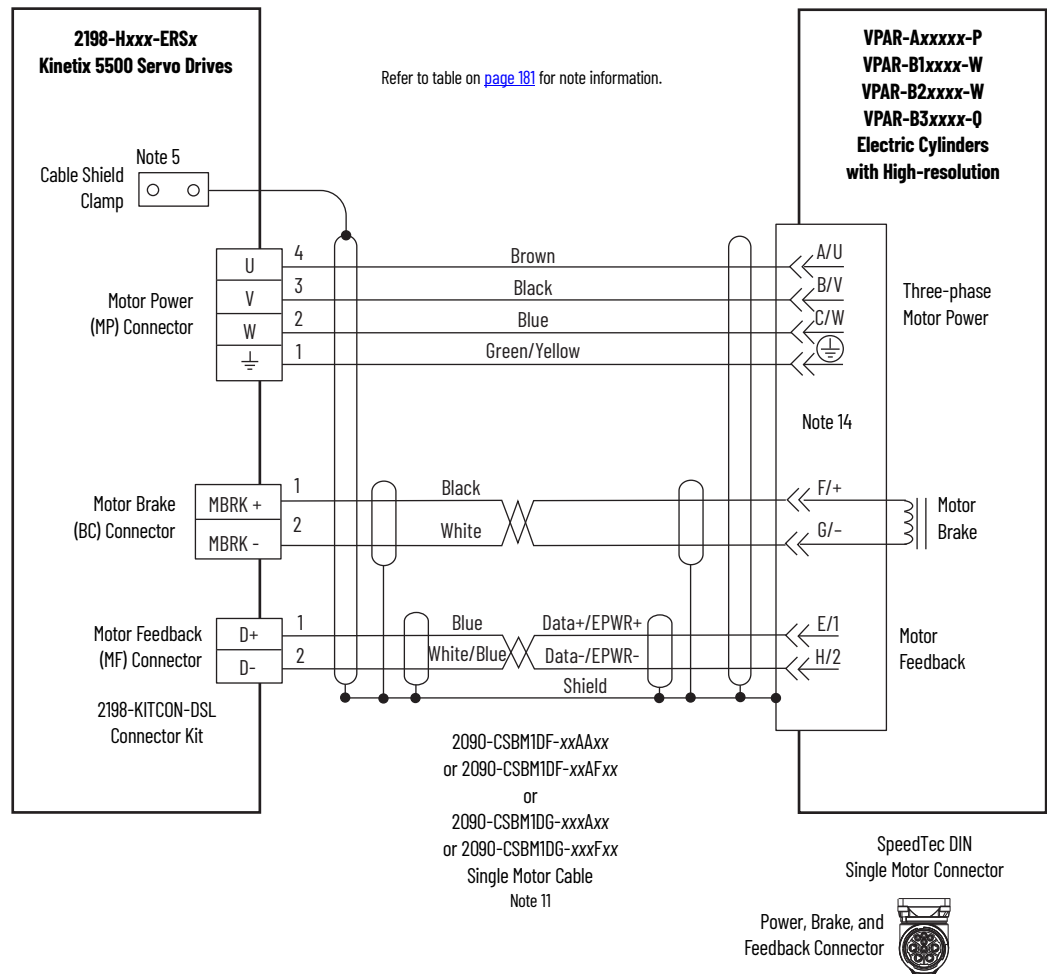 2198-Hxxx-ERSx
Kinetix 5500 Servo Drives
Refer to table on page 181 for note information.
VPAR-Axxxxx-P
VPAR-B1xxxx-W
VPAR-B2xxxx-W
VPAR-B3xxxx-Q
Electric Cylinders
with High-resolution
Note 5
Cable Shield
Clamp
Motor Power
(MP) Connector
U
V
W
4
3
2
1
Brown
Black
Blue
Green/Yellow
A/U
B/V
C/W
Three-phase
Motor Power
Note 14
Motor Brake
(BC) Connector
MBRK +
MBRK -
1
2
Black
White
F/+
G/-
Motor
Brake
Motor Feedback
(MF) Connector
D+
D-
1
2
Blue
White/Blue
Data+/EPWR+
Data-/EPWR-
Shield
E/1
H/2
Motor
Feedback
2198-KITCON-DSL
Connector Kit
2090-CSBM1DF-xxAAxx
or 2090-CSBM1DF-xxAFxx
or
2090-CSBM1DG-xxxAxx
or 2090-CSBM1DG-xxxFxx
Single Motor Cable
Note 11
SpeedTec DIN
Single Motor Connector
Power, Brake, and
Feedback Connector